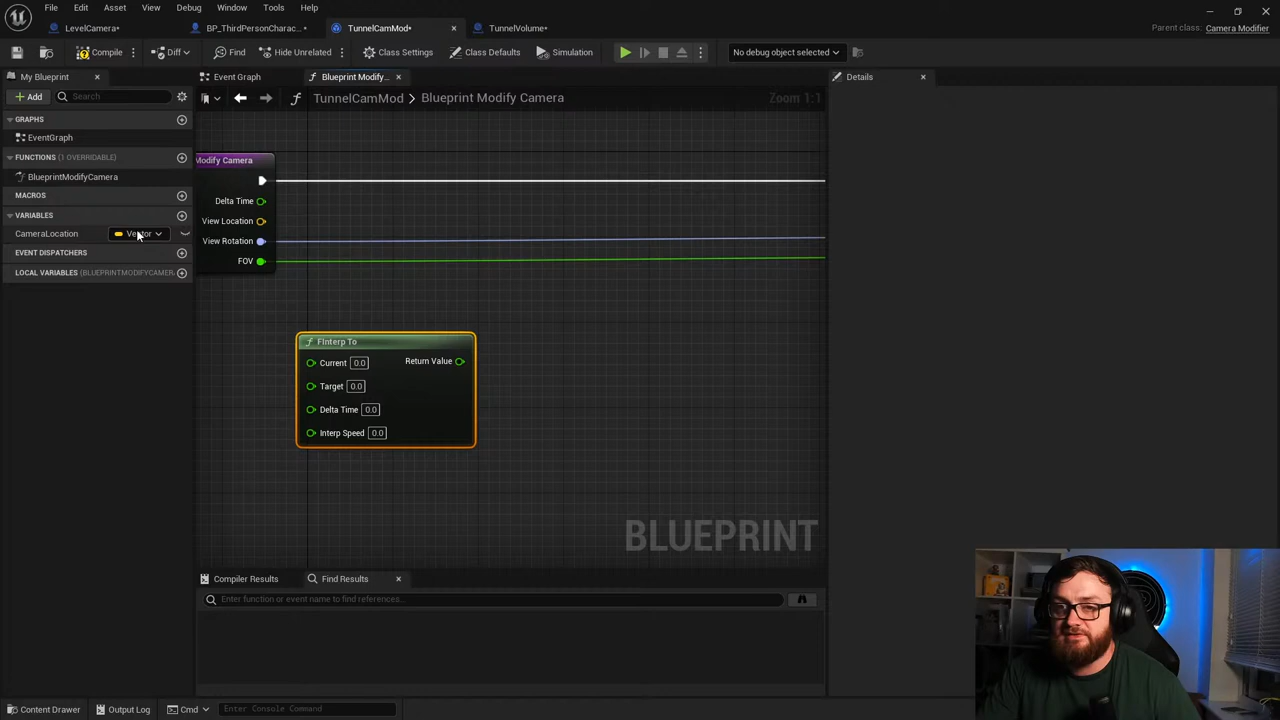 File Edit Asset View Debug Window Tools Help
LevelCamera•
BP_ThirdPersonCharac...
TunnelCamMod•
TunnelVolume•
Parent class: Camera Modifier
Compile
Diff
Find
Hide Unrelated
Class Settings
Class Defaults
Simulation
No debug object selected
My Blueprint
Event Graph
Blueprint Modify...
Details
Add
Search
TunnelCamMod > Blueprint Modify Camera
Zoom 1:1
GRAPHS
EventGraph
FUNCTIONS (1 OVERRIDABLE)
BlueprintModifyCamera
MACROS
VARIABLES
CameraLocation
Vector
EVENT DISPATCHERS
LOCAL VARIABLES (BLUEPRINTMODIFYCAMER
Modify Camera
Delta Time
View Location
View Rotation
FOV
FInterp To
Current 0.0
Return Value
Target 0.0
Delta Time 0.0
Interp Speed 0.0
BLUEPRINT
Compiler Results
Find Results
Enter function or event name to find references...
Content Drawer
Output Log
Cmd
Enter Console Command